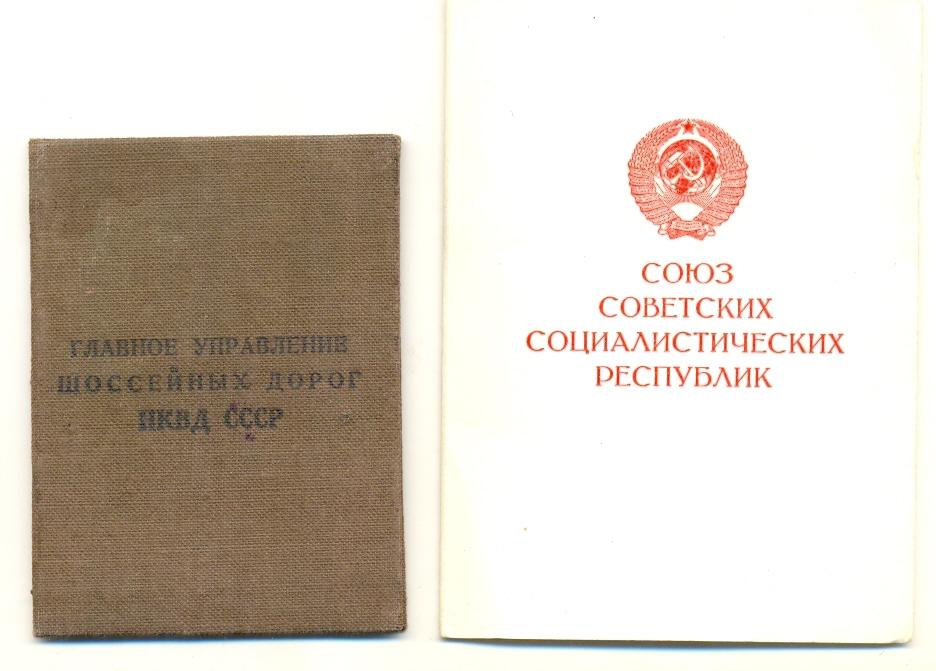 ГЛАВНОЕ УПРАВЛЕНИЕ
ШОССЕЙНЫХ ДОРОГ
НКВД СССР
СОЮЗ
СОВЕТСКИХ
СОЦИАЛИСТИЧЕСКИХ
РЕСПУБЛИК